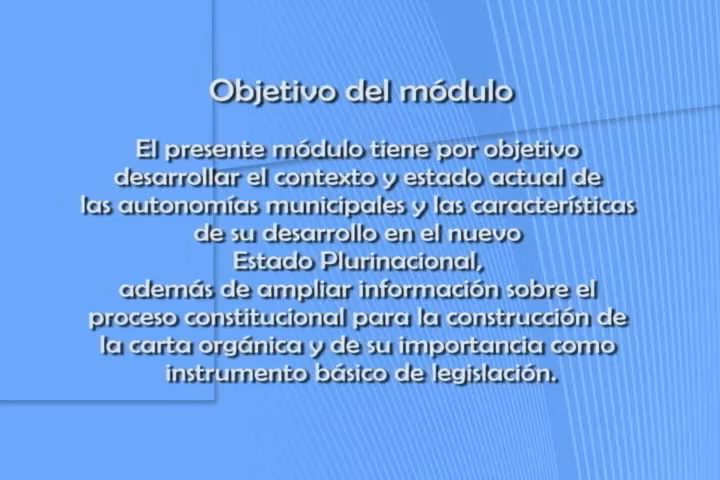 Objetivo del módulo
El presente módulo tiene por objetivo
desarrollar el contexto y estado actual de
las autonomías municipales y las características
de su desarrollo en el nuevo
Estado Plurinacional,
además de ampliar información sobre el
proceso constitucional para la construcción de
la carta orgánica y de su importancia como
instrumento básico de legislación.